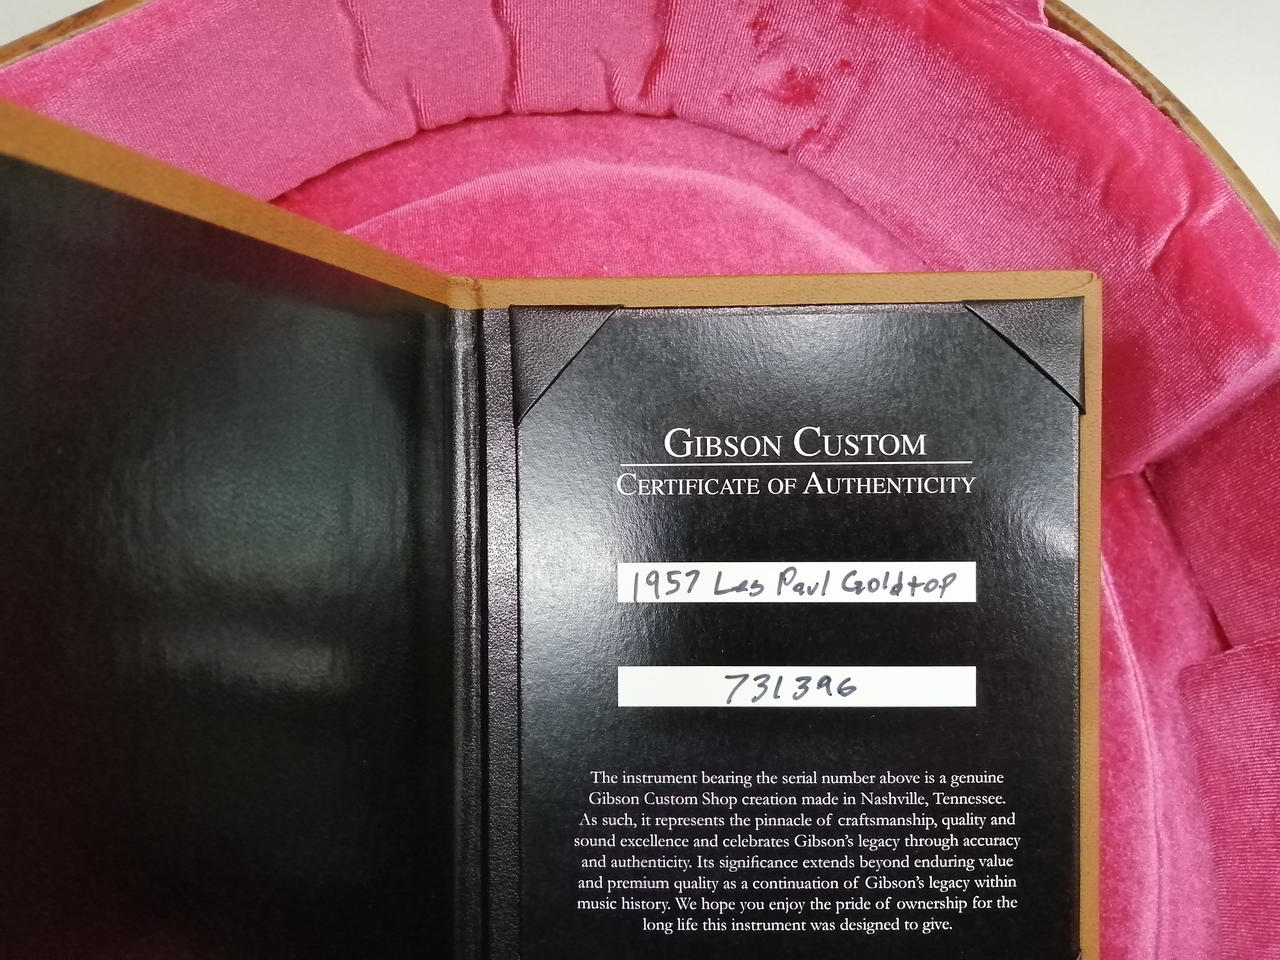 GIBSON CUSTOM
CERTIFICATE OF AUTHENTICITY
1957 Les Paul Goldtop
731396
The instrument bearing the serial number above is a genuine
Gibson Custom Shop creation made in Nashville, Tennessee.
As such, it represents the pinnacle of craftsmanship, quality and
sound excellence and celebrates Gibson's legacy through accuracy
and authenticity. Its significance extends beyond enduring value
and premium quality as a continuation of Gibson's legacy within
music history. We hope you enjoy the pride of ownership for the
long life this instrument was designed to give.